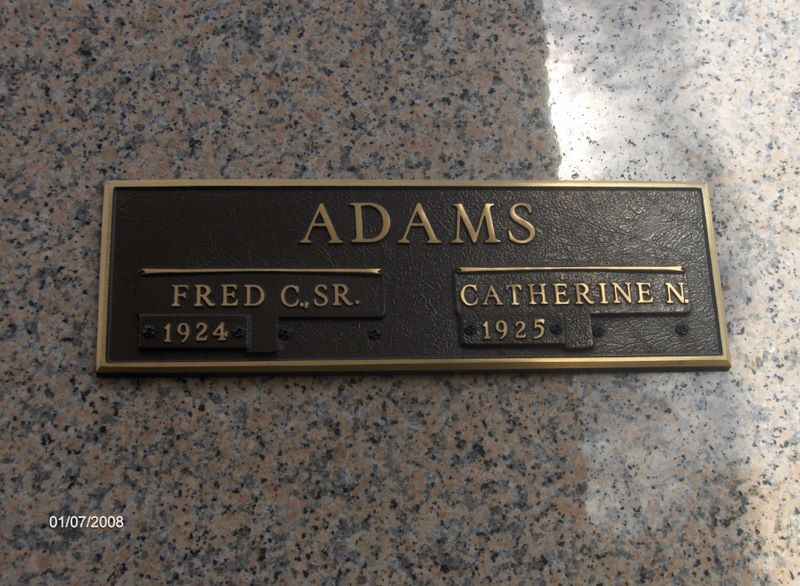 ADAMS
FRED C., SR.
1924
CATHERINE N.
1925
01/07/2008